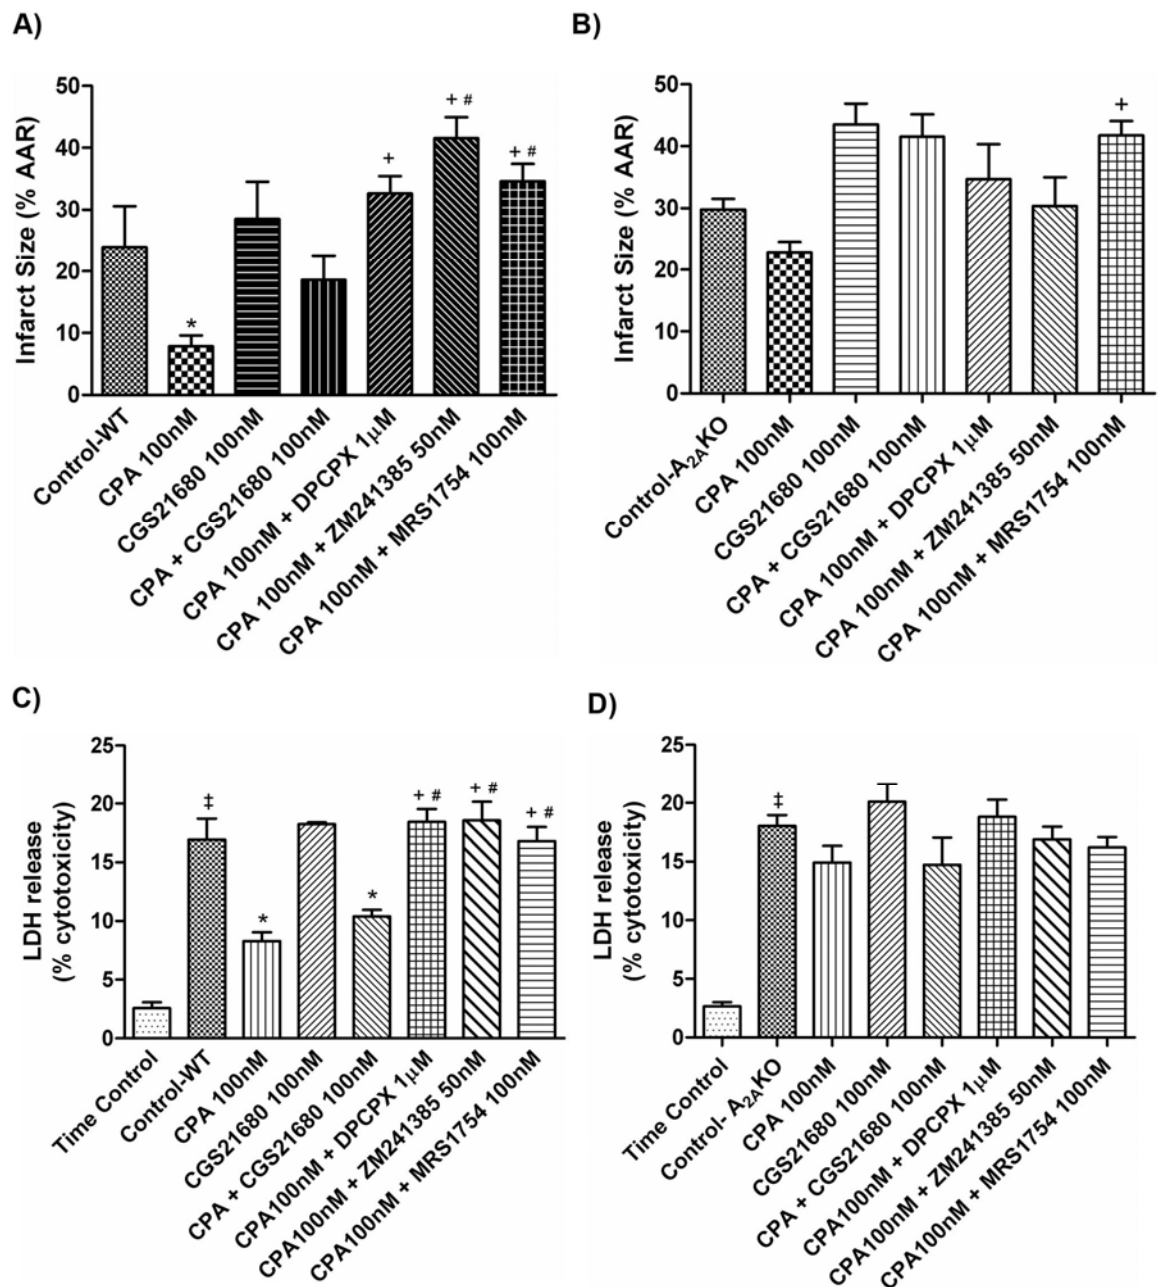 A)
Infarct Size (% AAR)
50
40
30
20
10
0
*
+
+ #
+ #
Control-WT
CPA 100nM
CGS21680 100nM
CPA + CGS21680 100nM
CPA 100nM + DPCPX 1μM
CPA 100nM + ZM241385 50nM
CPA 100nM + MRS1754 100nM
B)
Infarct Size (% AAR)
50
40
30
20
10
0
+
Control-A2AKO
CPA 100nM
CGS21680 100nM
CPA + CGS21680 100nM
CPA 100nM + DPCPX 1μM
CPA 100nM + ZM241385 50nM
CPA 100nM + MRS1754 100nM
C)
LDH release
(% cytotoxicity)
25
20
15
10
5
0
‡
*
*
+ #
+ #
+ #
Time Control
Control-WT
CPA 100nM
CGS21680 100nM
CPA + CGS21680 100nM
CPA100nM + DPCPX 1μM
CPA100nM + ZM241385 50nM
CPA100nM + MRS1754 100nM
D)
LDH release
(% cytotoxicity)
25
20
15
10
5
0
‡
Time Control
Control- A2AKO
CPA 100nM
CGS21680 100nM
CPA + CGS21680 100nM
CPA100nM + DPCPX 1μM
CPA100nM + ZM241385 50nM
CPA100nM + MRS1754 100nM